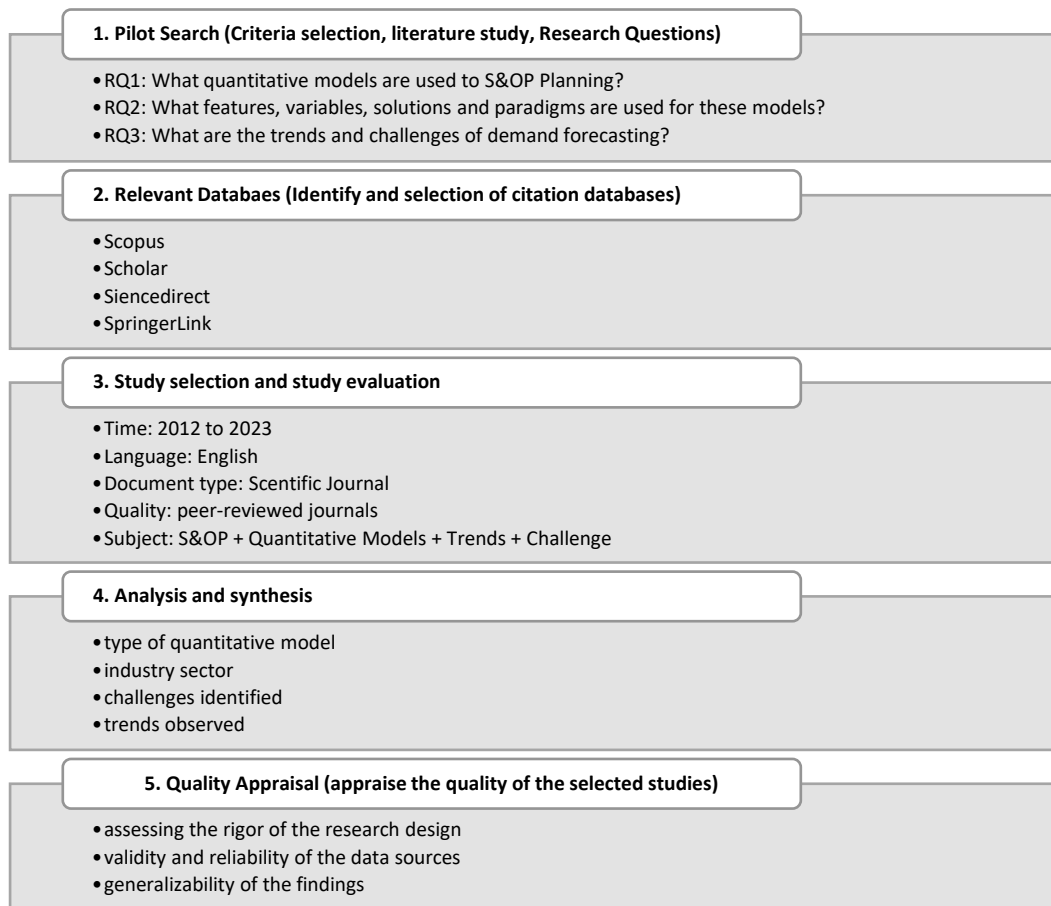 1. Pilot Search (Criteria selection, literature study, Research Questions)
•RQ1: What quantitative models are used to S&OP Planning?
•RQ2: What features, variables, solutions and paradigms are used for these models?
•RQ3: What are the trends and challenges of demand forecasting?
2. Relevant Databaes (Identify and selection of citation databases)
•Scopus
•Scholar
•Siencedirect
•SpringerLink
3. Study selection and study evaluation
•Time: 2012 to 2023
•Language: English
•Document type: Scentific Journal
•Quality: peer-reviewed journals
•Subject: S&OP + Quantitative Models + Trends + Challenge
4. Analysis and synthesis
•type of quantitative model
•industry sector
•challenges identified
•trends observed
5. Quality Appraisal (appraise the quality of the selected studies)
•assessing the rigor of the research design
•validity and reliability of the data sources
•generalizability of the findings